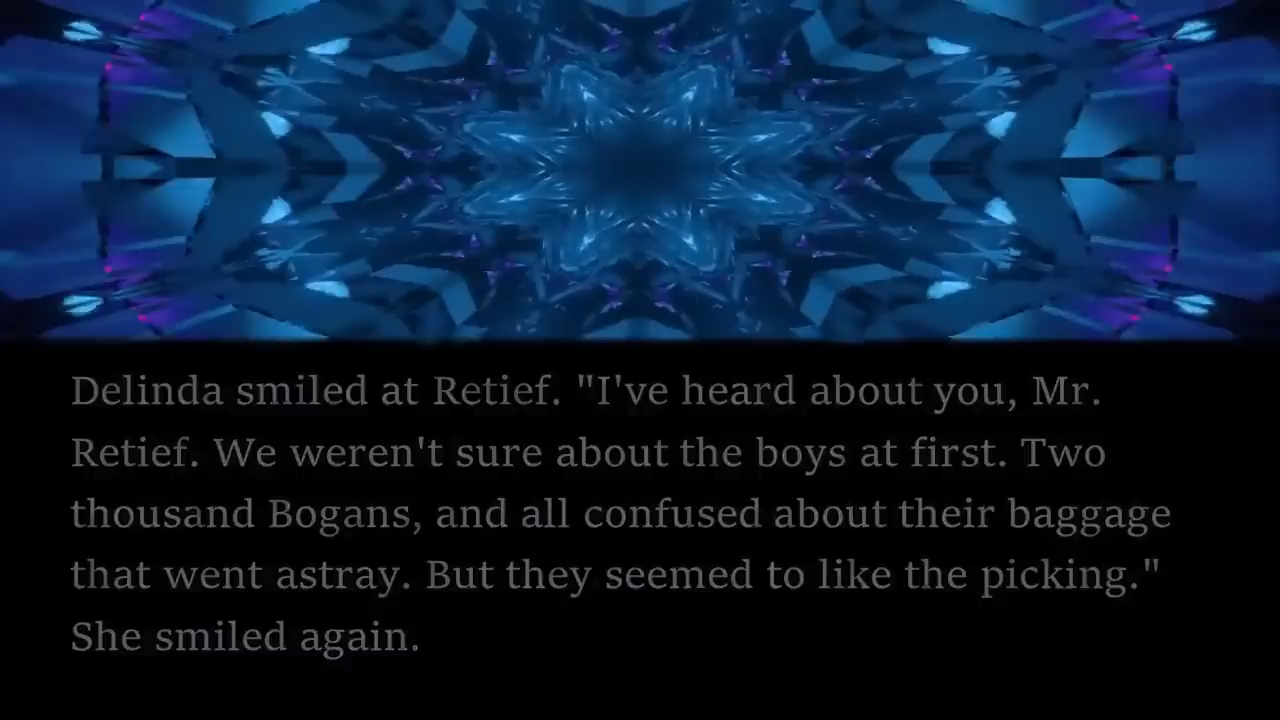 Delinda smiled at Retief. "I've heard about you, Mr.
Retief. We weren't sure about the boys at first. Two
thousand Bogans, and all confused about their baggage
that went astray. But they seemed to like the picking."
She smiled again.